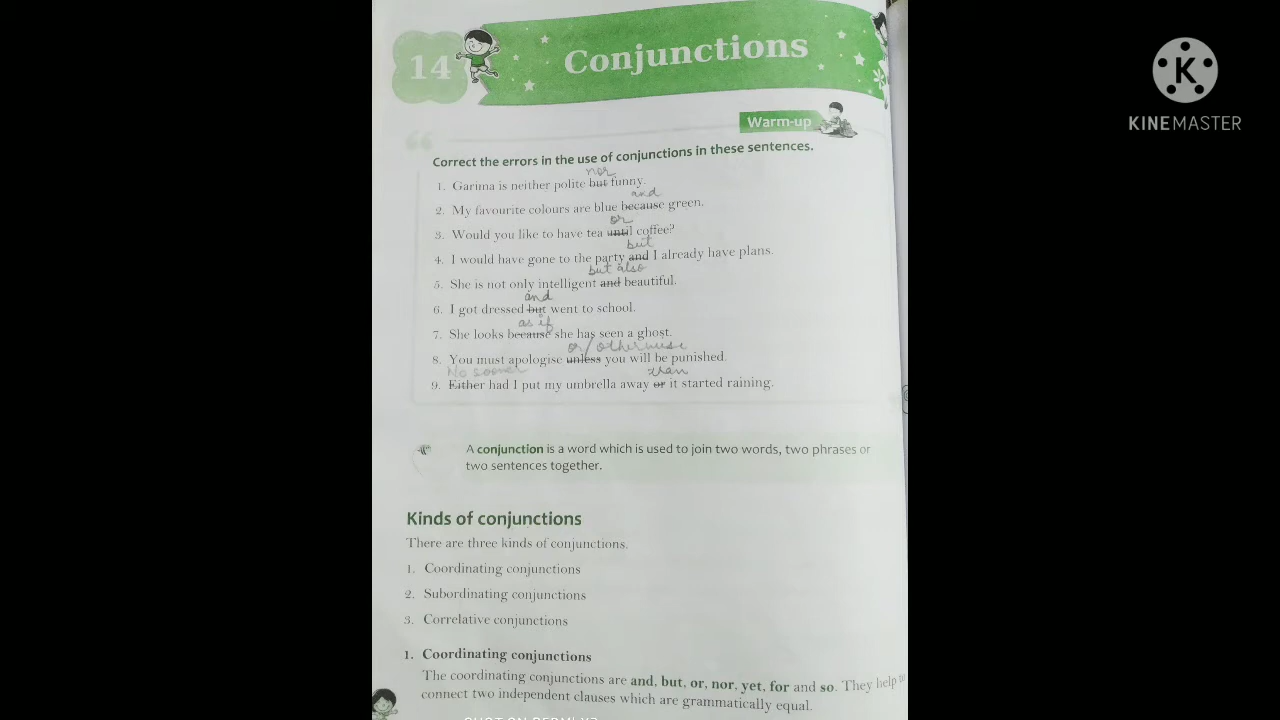 14 Conjunctions
K
KINEMASTER
Warm-up
Correct the errors in the use of conjunctions in these sentences.
nor
1. Garima is neither polite but funny.
and
2. My favourite colours are blue because green.
or
3. Would you like to have tea until coffee?
but
4. I would have gone to the party and I already have plans.
but also
5. She is not only intelligent and beautiful.
and
6. I got dressed but went to school.
as if
7. She looks because she has seen a ghost.
or/otherwise
8. You must apologise unless you will be punished.
No sooner than
9. Either had I put my umbrella away or it started raining.
A conjunction is a word which is used to join two words, two phrases or
two sentences together.
Kinds of conjunctions
There are three kinds of conjunctions.
1. Coordinating conjunctions
2. Subordinating conjunctions
3. Correlative conjunctions
1. Coordinating conjunctions
The coordinating conjunctions are and, but, or, nor, yet, for and so. They help to
connect two independent clauses which are grammatically equal.